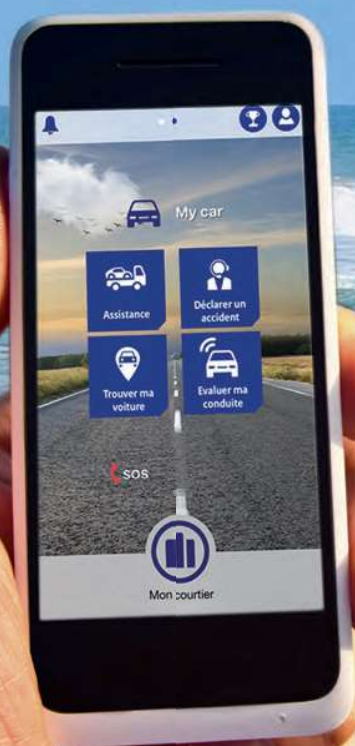 My car
Assistance
Déclarer un
accident
Trouver ma
voiture
Evaluer ma
conduite
sos
Mon courtier